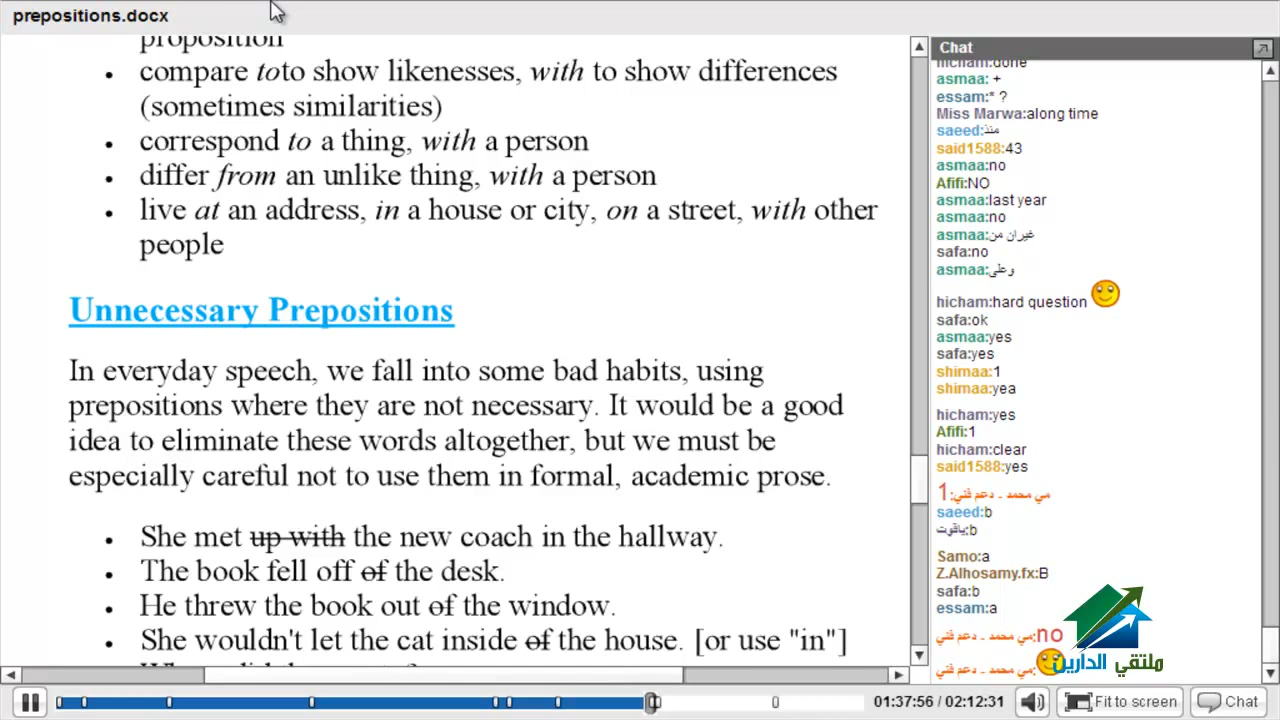 prepositions.docx
proposition
• compare toto show likenesses, with to show differences
(sometimes similarities)
• correspond to a thing, with a person
• differ from an unlike thing, with a person
• live at an address, in a house or city, on a street, with other
people
Unnecessary Prepositions
In everyday speech, we fall into some bad habits, using
prepositions where they are not necessary. It would be a good
idea to eliminate these words altogether, but we must be
especially careful not to use them in formal, academic prose.
• She met up with the new coach in the hallway.
• The book fell off of the desk.
• He threw the book out of the window.
• She wouldn't let the cat inside of the house. [or use "in"]
Chat
hicham:done
asmaa: +
essam:* ?
Miss Marwa:along time
saeed:منذ
said1588:43
asmaa:no
Afifi:NO
asmaa:last year
asmaa:no
asmaa:غيران من
safa:no
asmaa:وعلى
hicham:hard question
safa:ok
asmaa:yes
safa:yes
shimaa:1
shimaa:yea
hicham:yes
Afifi:1
hicham:clear
said1588:yes
مي محمد ـ دعم فني:1
saeed:b
ياقوت:b
Samo:a
Z.Alhosamy.fx:B
safa:b
essam:a
مي محمد ـ دعم فني:no
مي محمد ـ دعم فني:
ملتقي الدارين
01:37:56 / 02:12:31
Fit to screen
Chat